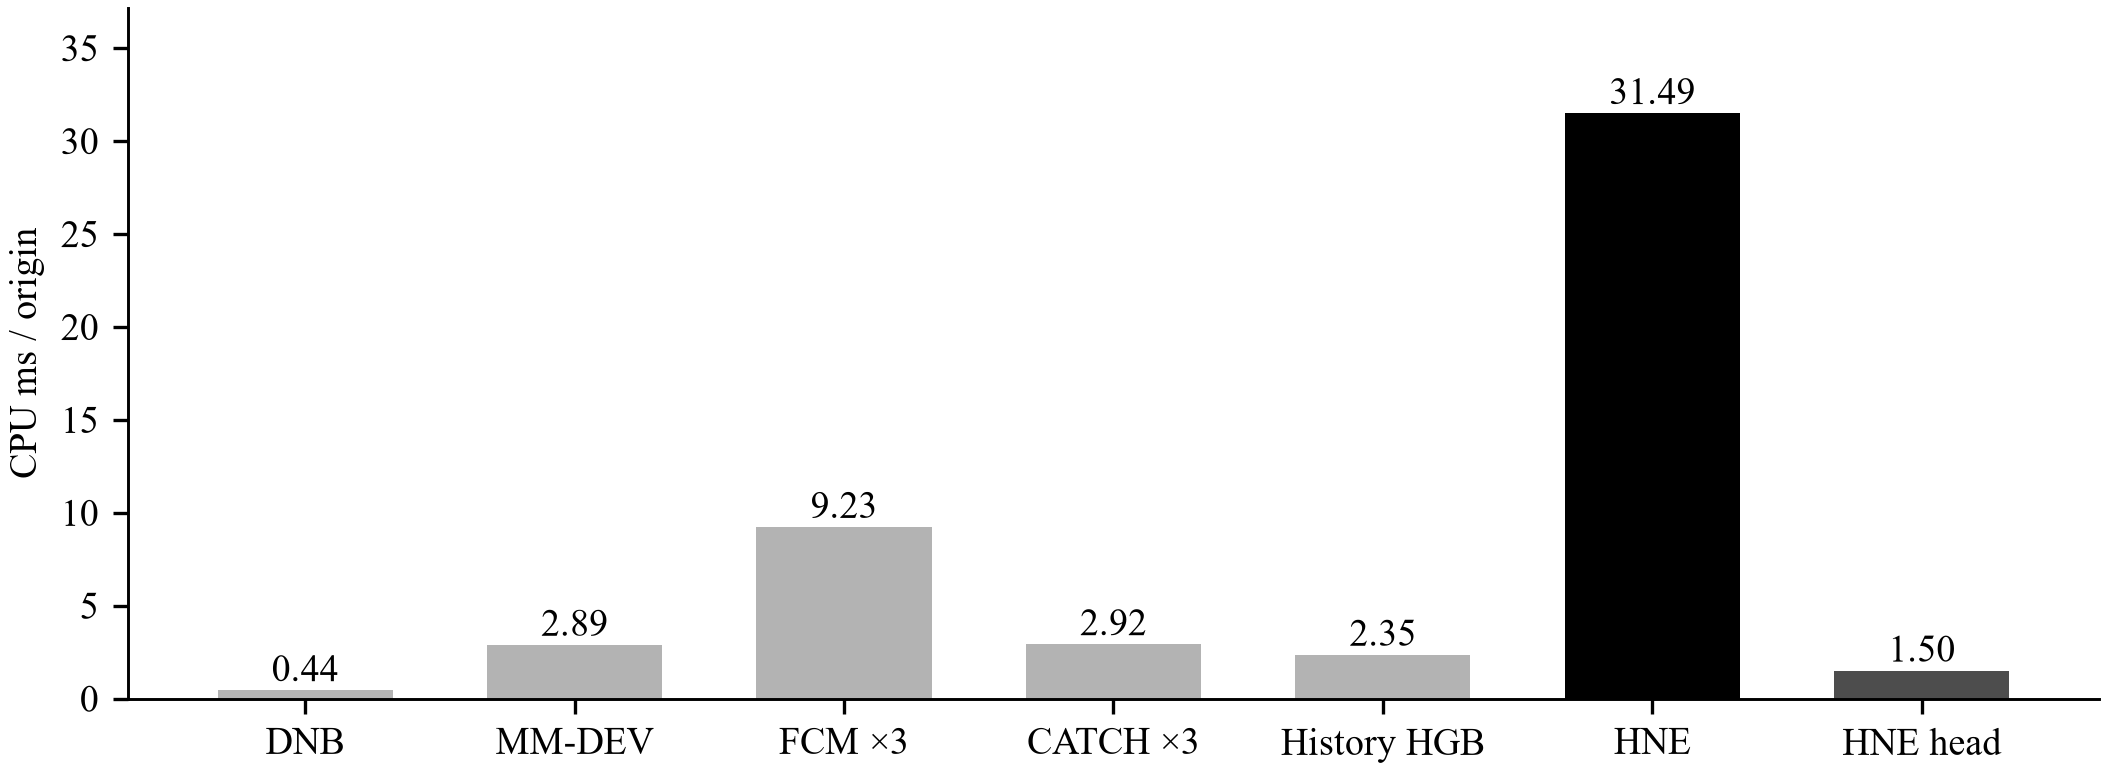 CPU ms / origin
35
30
25
20
15
10
5
0
0.44
2.89
9.23
2.92
2.35
31.49
1.50
DNB
MM-DEV
FCM ×3
CATCH ×3
History HGB
HNE
HNE head